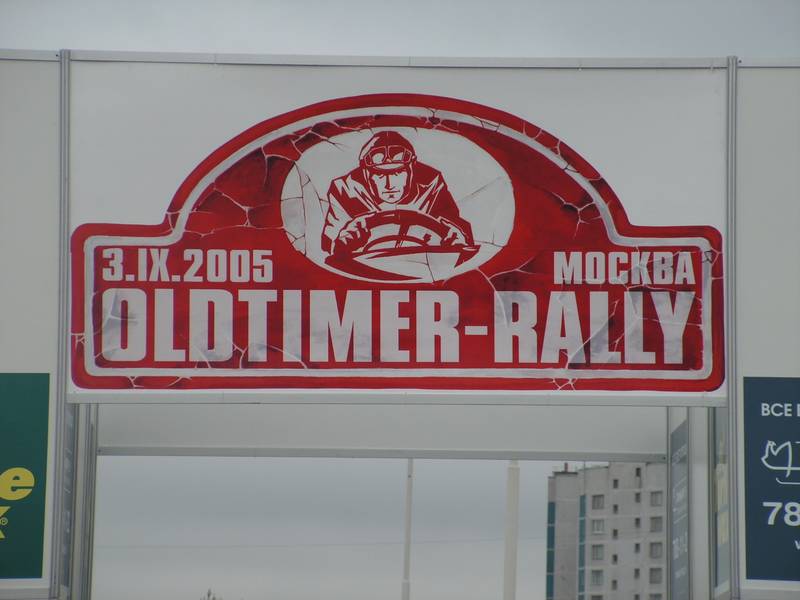 3.IX.2005
МОСКВА
OLDTIMER-RALLY
ВСЕ
78